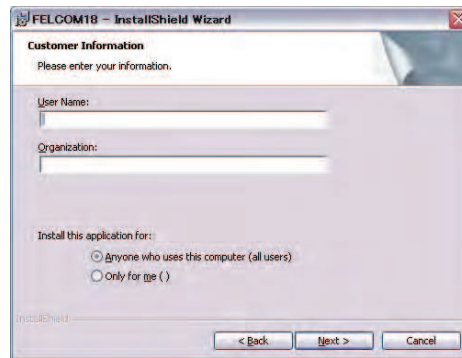 FELCOM18 - InstallShield Wizard
Customer Information
Please enter your information.
User Name:
Organization:
Install this application for:
Anyone who uses this computer (all users)
Only for me ( )
InstallShield
< Back
Next >
Cancel